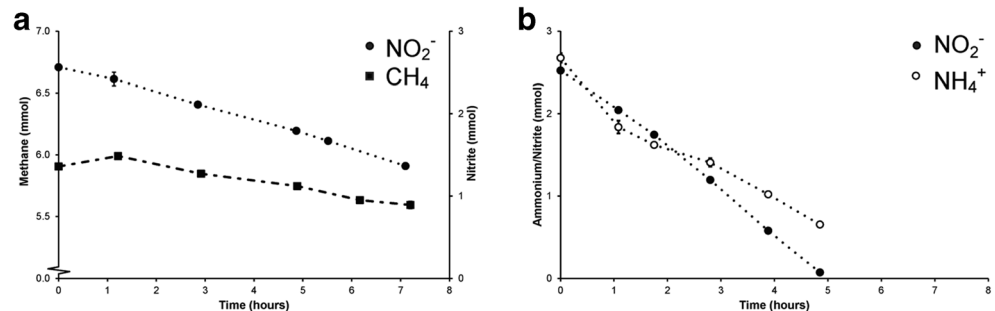 a
7.0
6.5
6.0
5.5
0.0
Methane (mmol)
3
2
1
0
Nitrite (mmol)
NO₂⁻
CH₄
0 1 2 3 4 5 6 7 8
Time (hours)
b
3
2
1
0
Ammonium/Nitrite (mmol)
NO₂⁻
NH₄⁺
0 1 2 3 4 5 6 7 8
Time (hours)